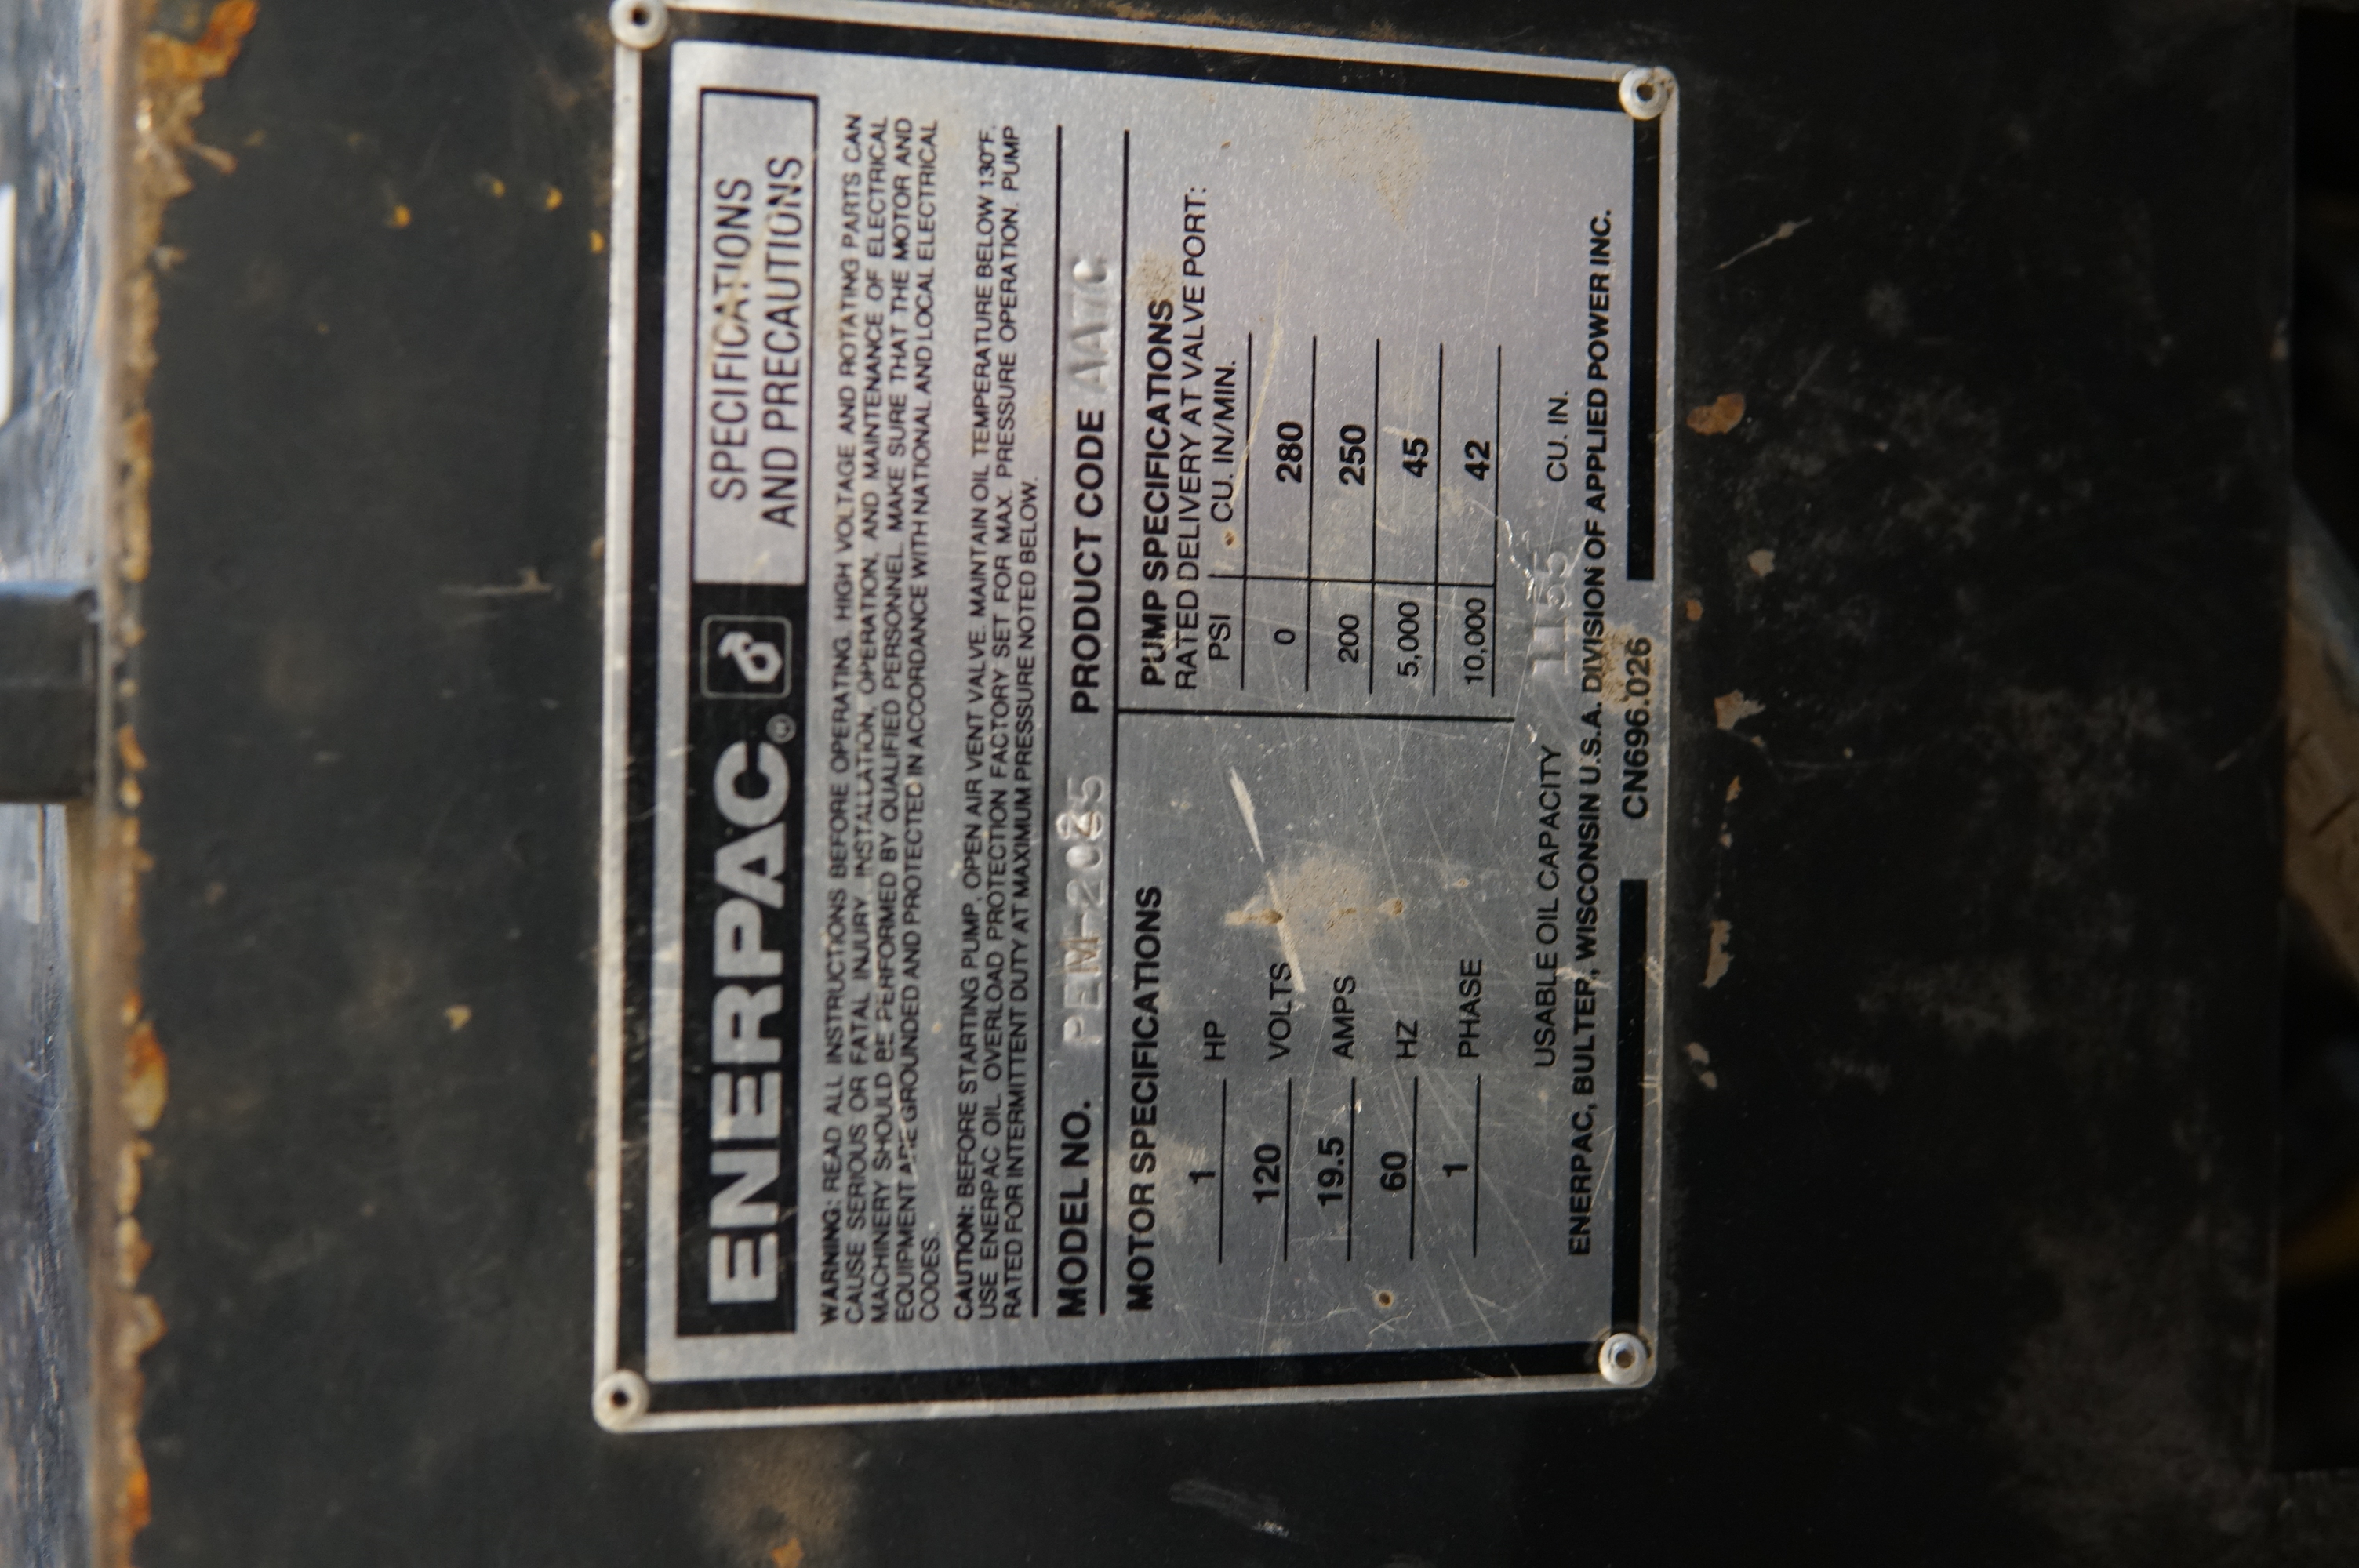 ENERPAC®
SPECIFICATIONS
AND PRECAUTIONS
WARNING: READ ALL INSTRUCTIONS BEFORE OPERATING. HIGH VOLTAGE AND ROTATING PARTS CAN
CAUSE SERIOUS OR FATAL INJURY. INSTALLATION, OPERATION, AND MAINTENANCE OF ELECTRICAL
MACHINERY SHOULD BE PERFORMED BY QUALIFIED PERSONNEL. MAKE SURE THAT THE MOTOR AND
EQUIPMENT ARE GROUNDED AND PROTECTED IN ACCORDANCE WITH NATIONAL AND LOCAL ELECTRICAL
CODES.
CAUTION: BEFORE STARTING PUMP, OPEN AIR VENT VALVE. MAINTAIN OIL TEMPERATURE BELOW 130°F.
USE ENERPAC OIL. OVERLOAD PROTECTION FACTORY SET FOR MAX. PRESSURE OPERATION. PUMP
RATED FOR INTERMITTENT DUTY AT MAXIMUM PRESSURE NOTED BELOW.
MODEL NO. PRODUCT CODE
MOTOR SPECIFICATIONS
1 HP
120 VOLTS
19.5 AMPS
60 HZ
1 PHASE
PUMP SPECIFICATIONS
RATED DELIVERY AT VALVE PORT:
PSI CU. IN/MIN.
0 280
200 250
5,000 45
10,000 42
USABLE OIL CAPACITY 1155 CU. IN.
ENERPAC, BULTER, WISCONSIN U.S.A. DIVISION OF APPLIED POWER INC.
CN696.026